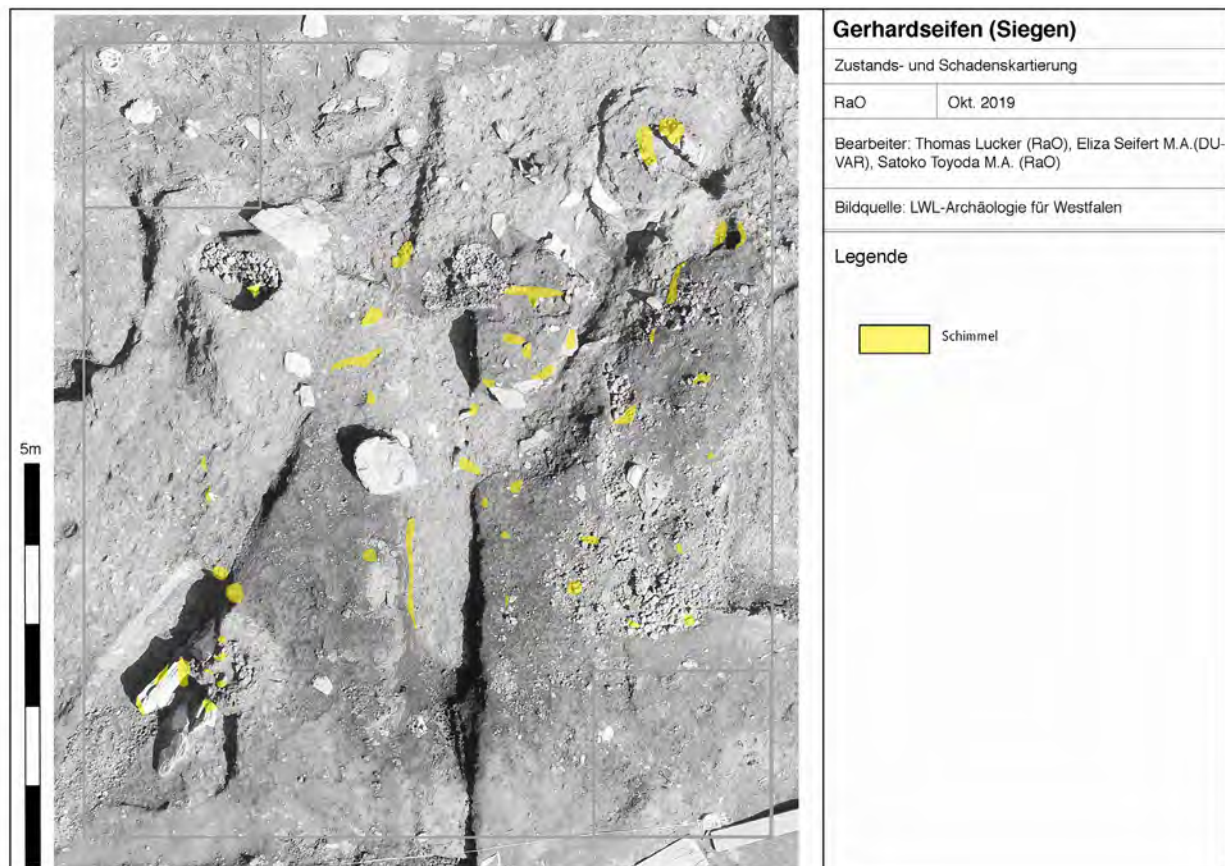 Gerhardseifen (Siegen)
Zustands- und Schadenskartierung
RaO
Okt. 2019
Bearbeiter: Thomas Lucker (RaO), Eliza Seifert M.A.(DU-
VAR), Satoko Toyoda M.A. (RaO)
Bildquelle: LWL-Archäologie für Westfalen
Legende
Schimmel
5m